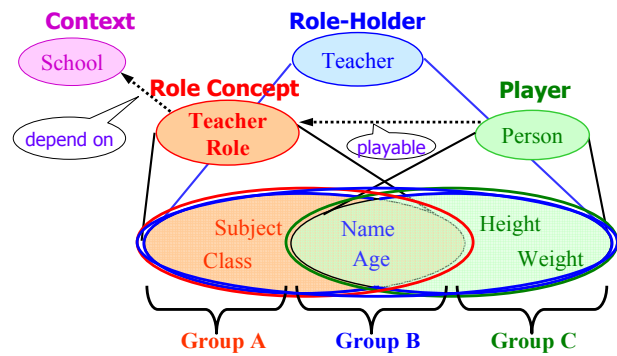 Context
Role-Holder
School
Teacher
Role Concept
Player
Teacher
Role
depend on
playable
Person
Subject
Name
Height
Class
Age
Weight
Group A
Group B
Group C